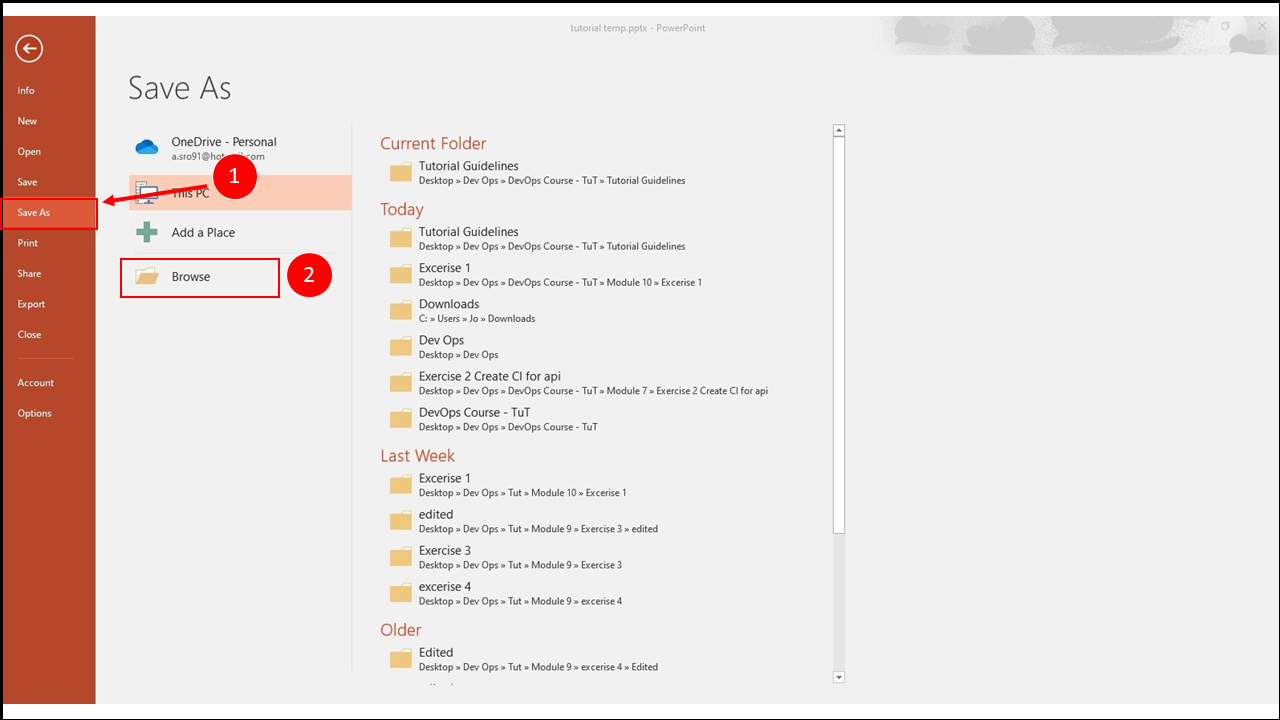 tutorial temp.pptx - PowerPoint
Info
New
Open
Save
Save As
Print
Share
Export
Close
Account
Options
Save As
OneDrive - Personal
1
This PC
Add a Place
Browse
2
Current Folder
Tutorial Guidelines
Desktop » Dev Ops » DevOps Course - TuT » Tutorial Guidelines
Today
Tutorial Guidelines
Desktop » Dev Ops » DevOps Course - TuT » Tutorial Guidelines
Excerise 1
Desktop » Dev Ops » DevOps Course - TuT » Module 10 » Excerise 1
Downloads
C: » Users » Jo » Downloads
Dev Ops
Desktop » Dev Ops
Exercise 2 Create CI for api
Desktop » Dev Ops » DevOps Course - TuT » Module 7 » Exercise 2 Create CI for api
DevOps Course - TuT
Desktop » Dev Ops » DevOps Course - TuT
Last Week
Excerise 1
Desktop » Dev Ops » Tut » Module 10 » Excerise 1
edited
Desktop » Dev Ops » Tut » Module 9 » Exercise 3 » edited
Exercise 3
Desktop » Dev Ops » Tut » Module 9 » Exercise 3
excerise 4
Desktop » Dev Ops » Tut » Module 9 » excerise 4
Older
Edited
Desktop » Dev Ops » Tut » Module 9 » excerise 4 » Edited